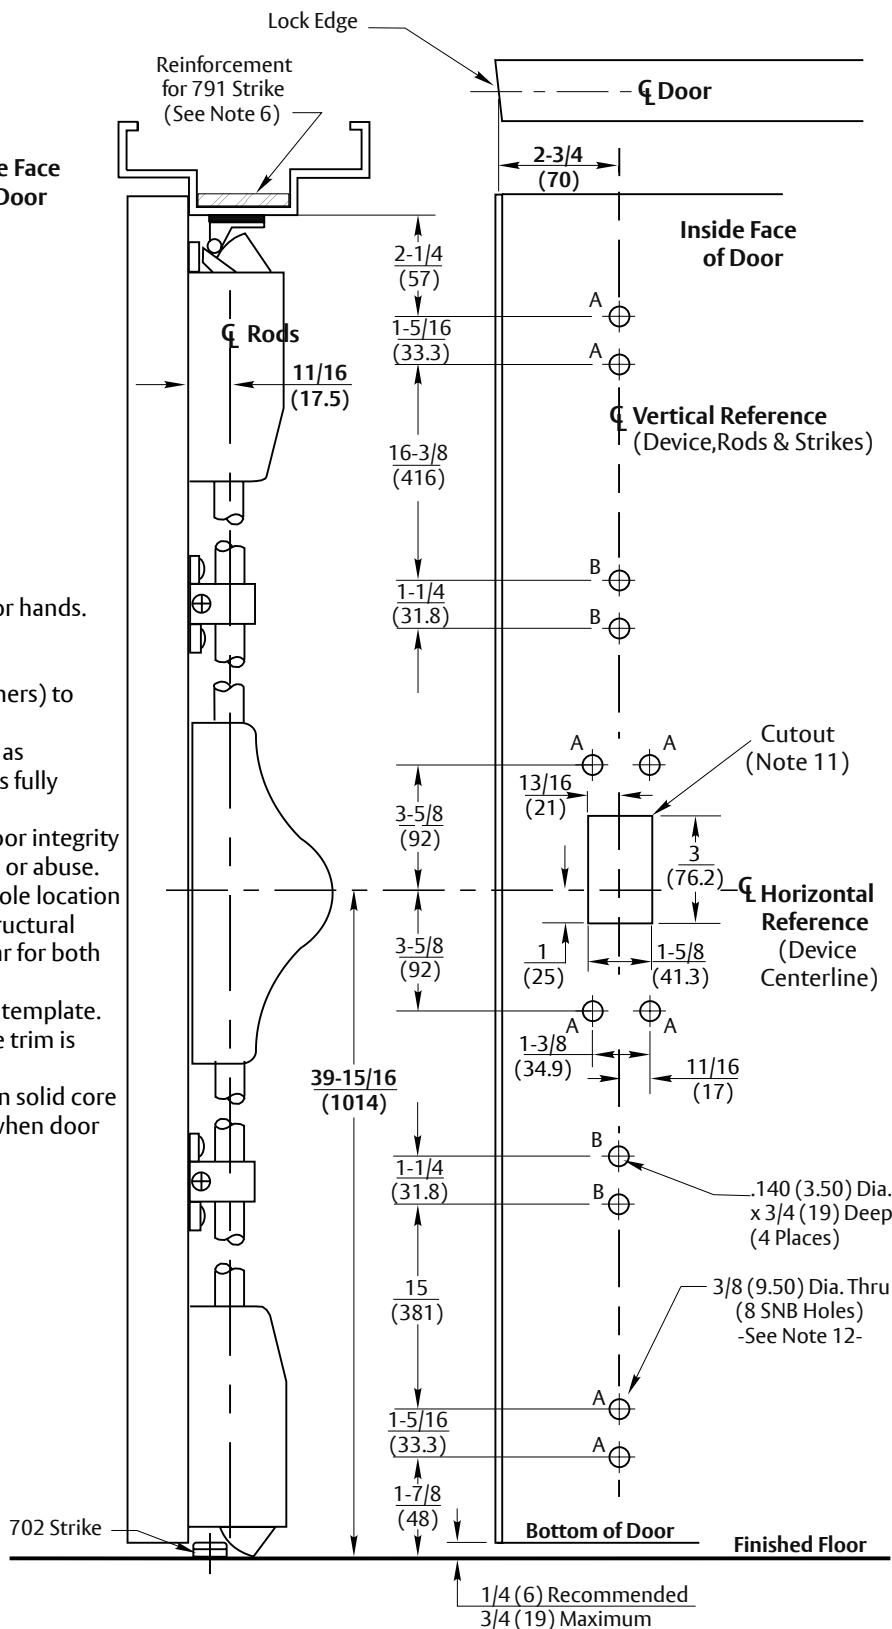 Lock Edge
Reinforcement
for 791 Strike
(See Note 6)
℄ Door
2-3/4
(70)
e Face
Door
Inside Face
of Door
2-1/4
(57)
A
1-5/16
(33.3)
A
℄ Rods
11/16
(17.5)
℄ Vertical Reference
(Device,Rods & Strikes)
16-3/8
(416)
B
1-1/4
(31.8)
B
or hands.
ners) to
as
s fully
oor integrity
or abuse.
ole location
ructural
ar for both
template.
e trim is
n solid core
when door
Cutout
(Note 11)
A
A
13/16
(21)
3-5/8
(92)
3
(76.2)
℄ Horizontal
Reference
(Device
Centerline)
3-5/8
(92)
1
(25)
1-5/8
(41.3)
A
A
1-3/8
(34.9)
11/16
(17)
39-15/16
(1014)
B
1-1/4
(31.8)
B
.140 (3.50) Dia.
x 3/4 (19) Deep
(4 Places)
15
(381)
3/8 (9.50) Dia. Thru
(8 SNB Holes)
-See Note 12-
A
1-5/16
(33.3)
A
1-7/8
(48)
702 Strike
Bottom of Door
Finished Floor
1/4 (6) Recommended
3/4 (19) Maximum